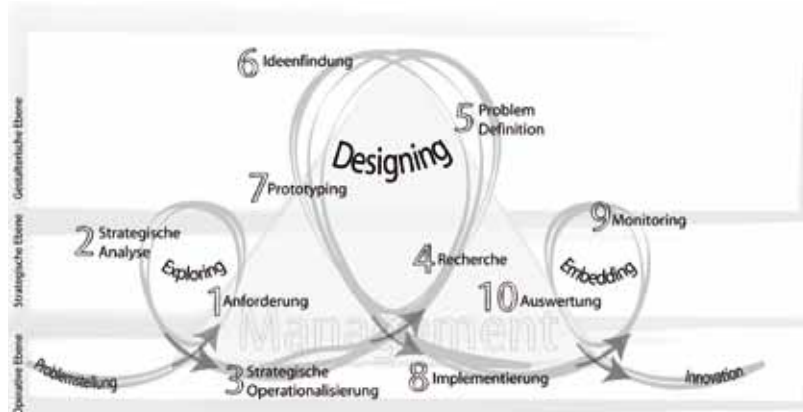 6 Ideenfindung
5 Problem
Definition
Designing
7 Prototyping
2 Strategische
Analyse
9 Monitoring
Exploring
4 Recherche
Embedding
1 Anforderung
10 Auswertung
Management
Problemstellung
3 Strategische
Operationalisierung
8 Implementierung
Innovation
Gestalterische Ebene
Strategische Ebene
Operative Ebene